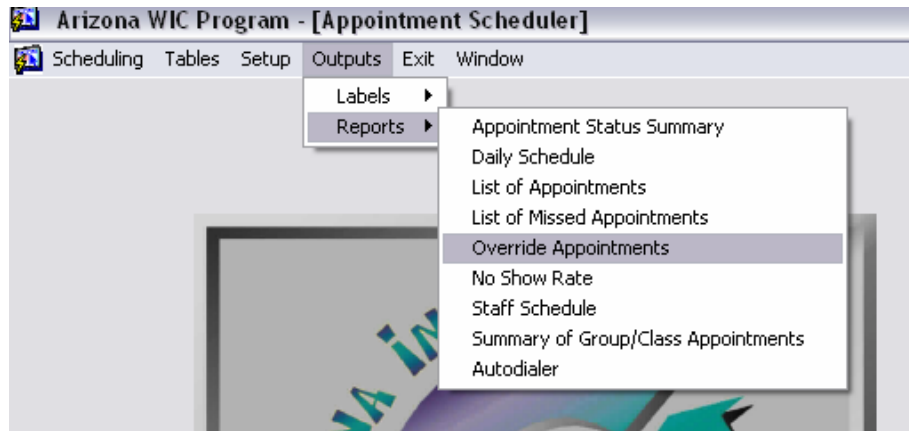 Arizona WIC Program - [Appointment Scheduler]
Scheduling Tables Setup Outputs Exit Window
Labels
Reports
Appointment Status Summary
Daily Schedule
List of Appointments
List of Missed Appointments
Override Appointments
No Show Rate
Staff Schedule
Summary of Group/Class Appointments
Autodialer
NA IN